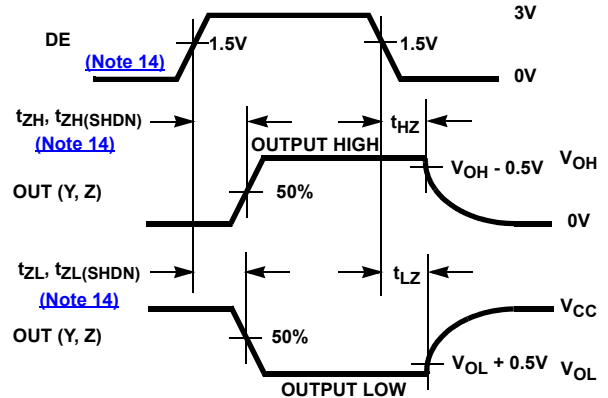 3V
DE
(Note 14)
1.5V
1.5V
0V
tZH, tZH(SHDN)
(Note 14)
tHZ
OUTPUT HIGH
VOH - 0.5V
VOH
OUT (Y, Z)
50%
0V
tZL, tZL(SHDN)
(Note 14)
tLZ
VCC
OUT (Y, Z)
50%
VOL + 0.5V
VOL
OUTPUT LOW